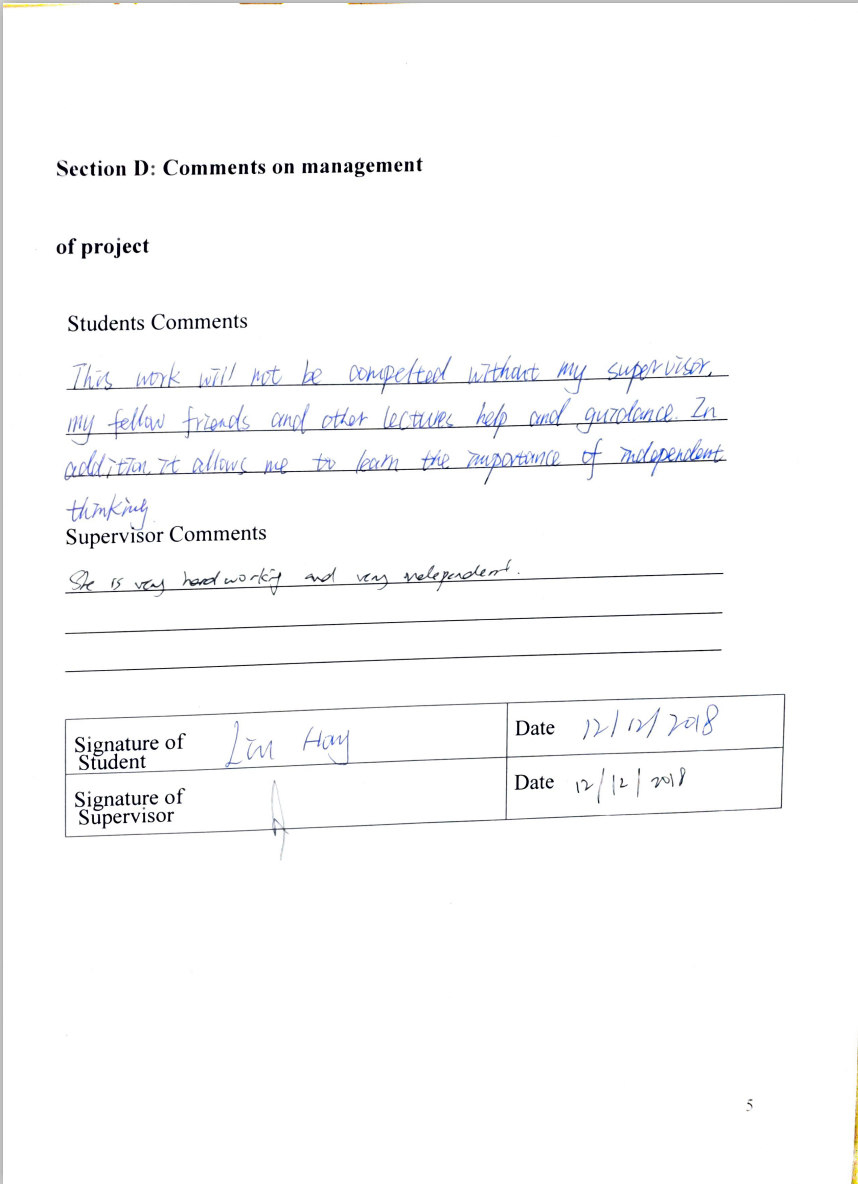 Section D: Comments on management
of project
Students Comments
This work will not be compelted without my supervisor,
my fellow friends and other lectures help and guidance. In
addition, it allows me to learn the importance of independent
thinking
Supervisor Comments
She is very hardworking and very independent.
Signature of
Student
Lin Hay
Date 12/12/2018
Signature of
Supervisor
Date 12/12/2018
5